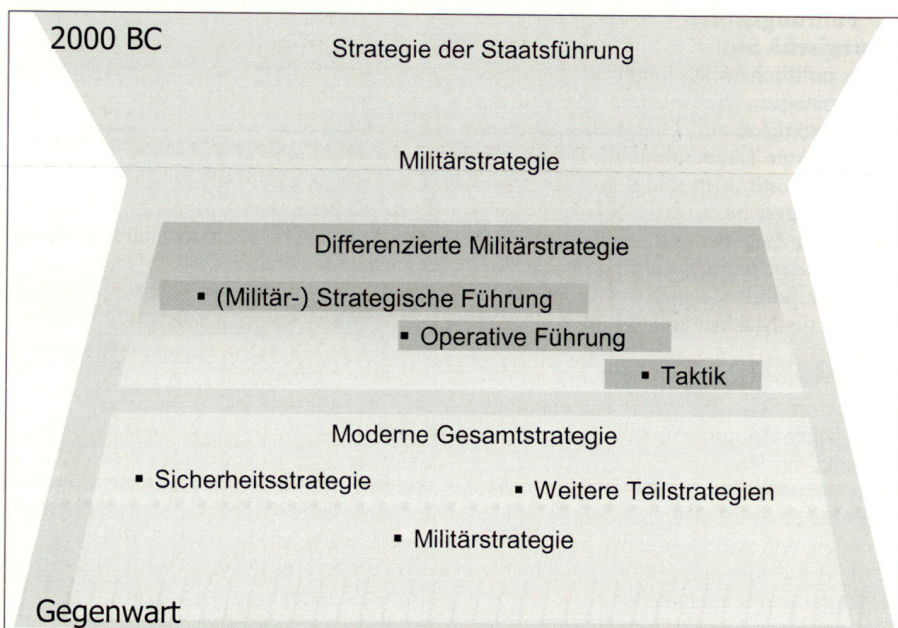 2000 BC
Strategie der Staatsführung
Militärstrategie
Differenzierte Militärstrategie
▪ (Militär-) Strategische Führung
▪ Operative Führung
▪ Taktik
Moderne Gesamtstrategie
▪ Sicherheitsstrategie
▪ Weitere Teilstrategien
▪ Militärstrategie
Gegenwart